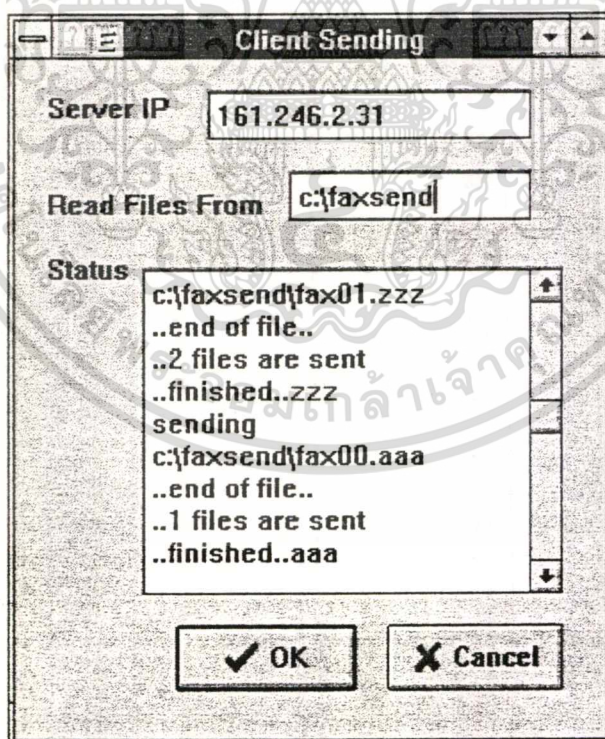 Client Sending
Server IP 161.246.2.31
Read Files From c:\faxsend
Status
c:\faxsend\fax01.zzz
..end of file..
..2 files are sent
..finished..zzz
sending
c:\faxsend\fax00.aaa
..end of file..
..1 files are sent
..finished..aaa
OK Cancel